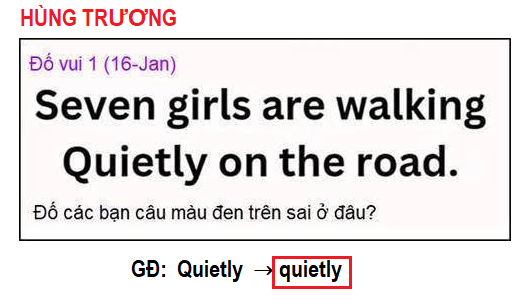 HÙNG TRƯƠNG
Đố vui 1 (16-Jan)
Seven girls are walking
Quietly on the road.
Đố các bạn câu màu đen trên sai ở đâu?
GĐ: Quietly → quietly